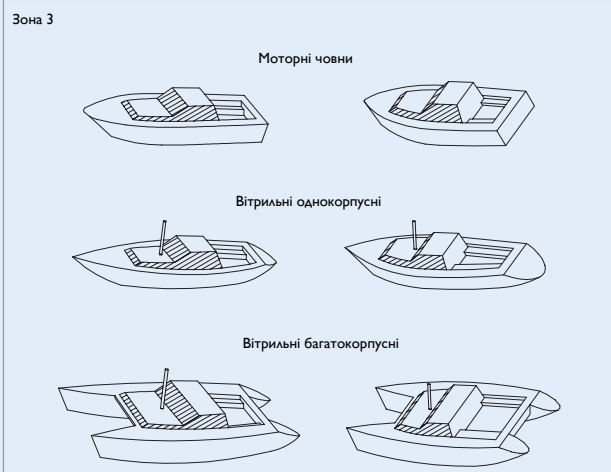 Зона 3
Моторні човни
Вітрильні однокорпусні
Вітрильні багатокорпусні